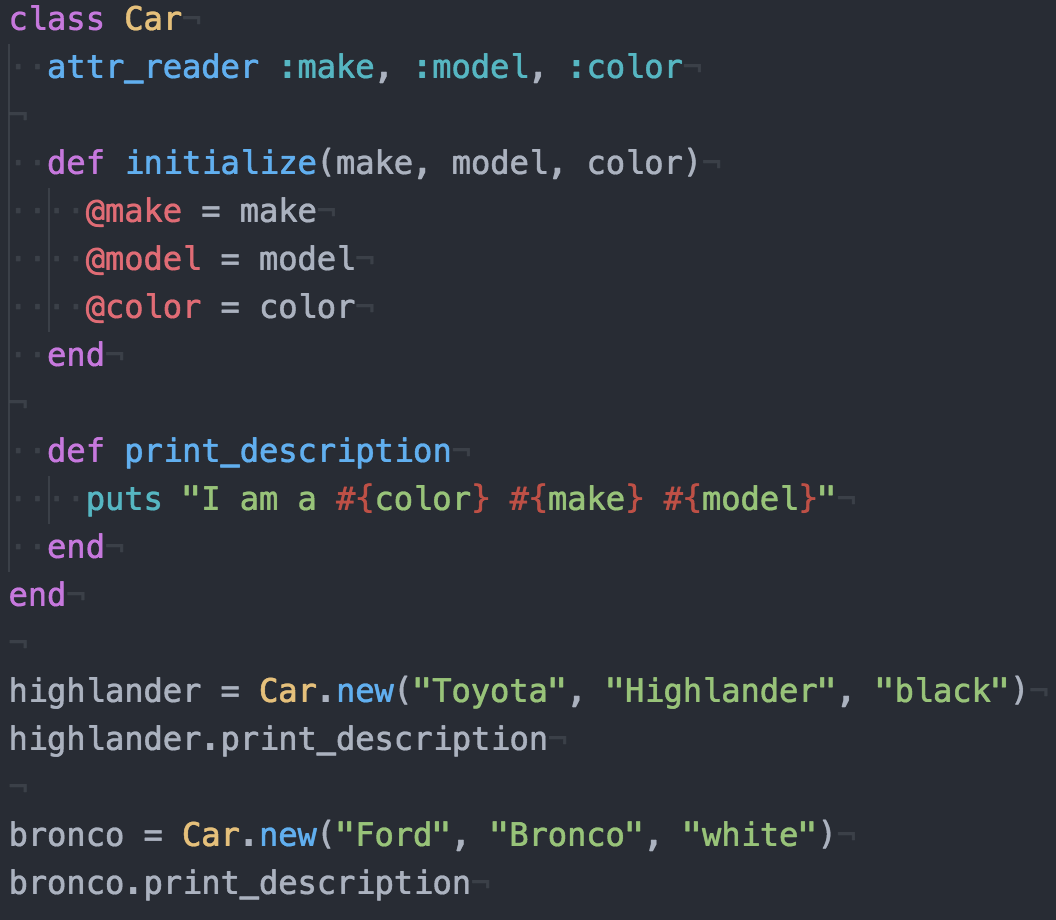 class Car
  attr_reader :make, :model, :color

  def initialize(make, model, color)
    @make = make
    @model = model
    @color = color
  end

  def print_description
    puts "I am a #{color} #{make} #{model}"
  end
end

highlander = Car.new("Toyota", "Highlander", "black")
highlander.print_description

bronco = Car.new("Ford", "Bronco", "white")
bronco.print_description